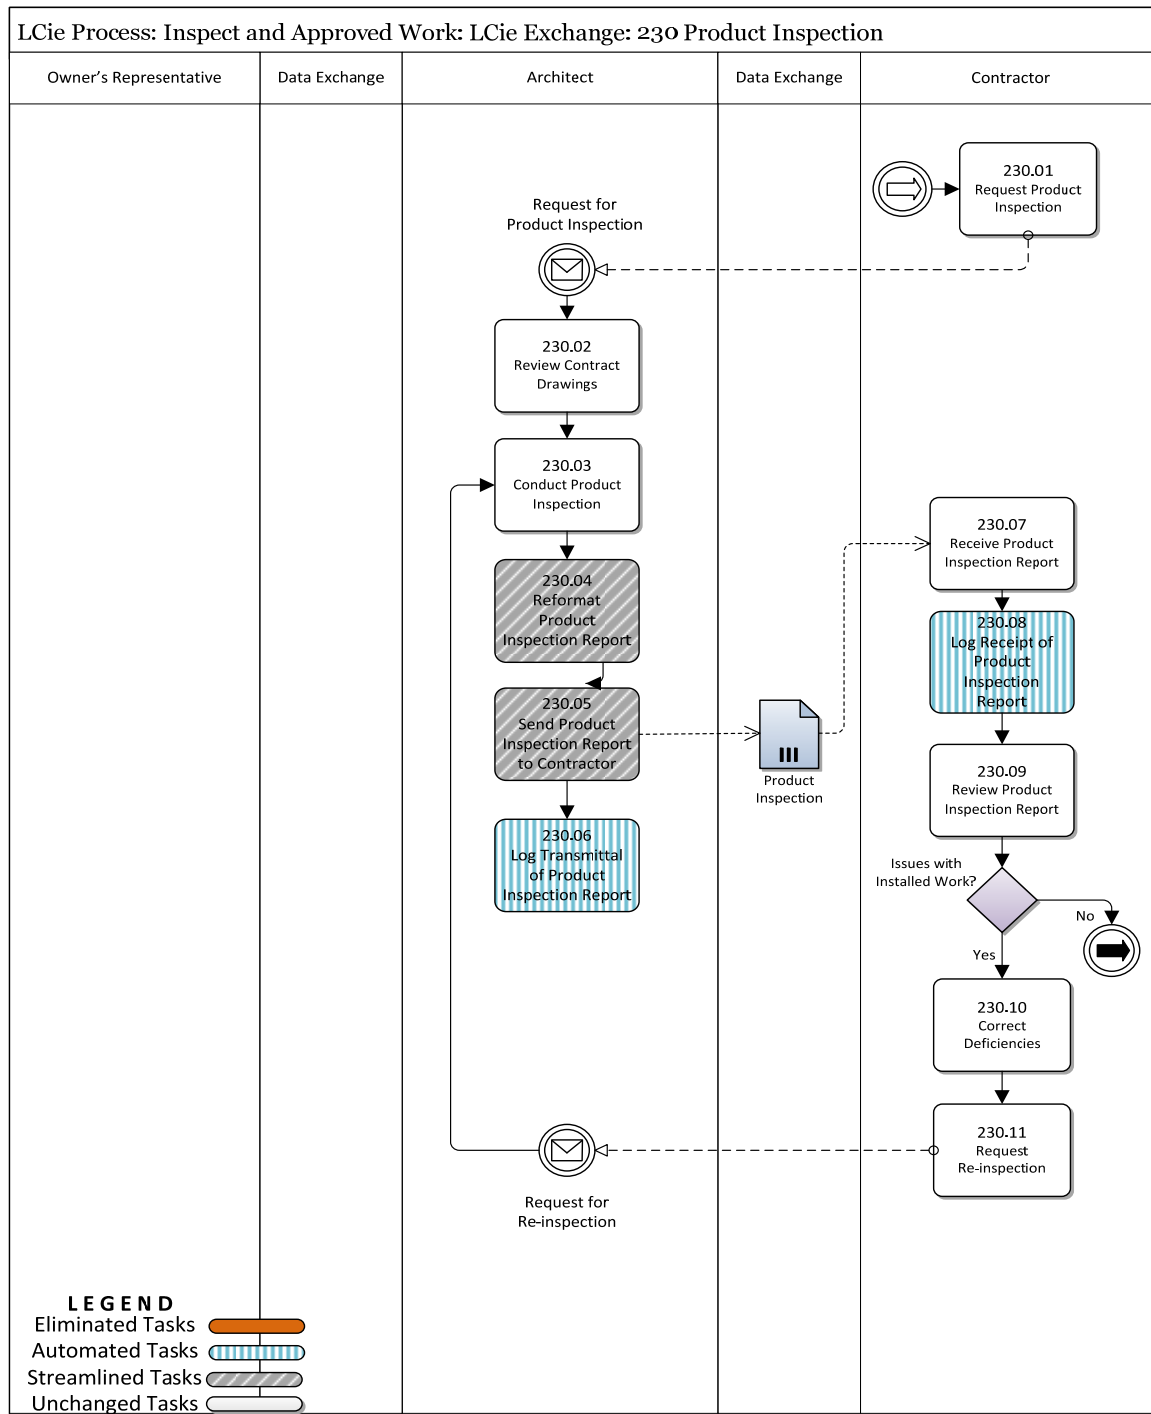 LCie Process: Inspect and Approved Work: LCie Exchange: 230 Product Inspection
Owner's Representative
Data Exchange
Architect
Data Exchange
Contractor
230.01
Request Product
Inspection
Request for
Product Inspection
230.02
Review Contract
Drawings
230.03
Conduct Product
Inspection
230.04
Reformat
Product
Inspection Report
230.05
Send Product
Inspection Report
to Contractor
230.06
Log Transmittal
of Product
Inspection Report
Product
Inspection
230.07
Receive Product
Inspection Report
230.08
Log Receipt of
Product
Inspection
Report
230.09
Review Product
Inspection Report
Issues with
Installed Work?
No
Yes
230.10
Correct
Deficiencies
230.11
Request
Re-inspection
Request for
Re-inspection
LEGEND
Eliminated Tasks
Automated Tasks
Streamlined Tasks
Unchanged Tasks